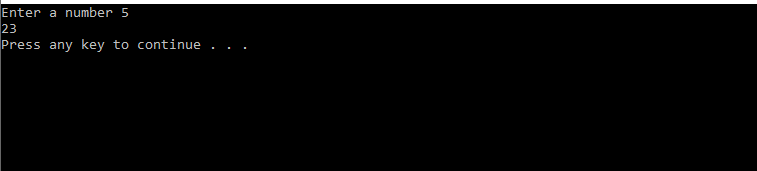 Enter a number 5
23
Press any key to continue . . .